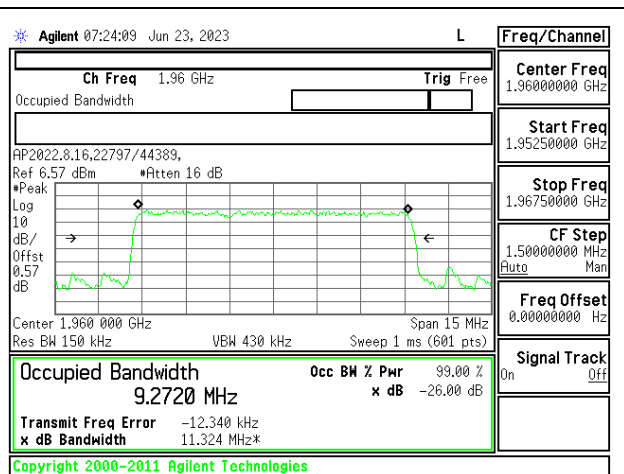 Agilent 07:24:09 Jun 23, 2023 L Freq/Channel
Ch Freq 1.96 GHz Trig Free
Occupied Bandwidth
Center Freq
1.96000000 GHz
Start Freq
1.95250000 GHz
AP2022.8.16,22797/44389,
Ref 6.57 dBm #Atten 16 dB
#Peak
Log
10
dB/
Offst
0.57
dB
Stop Freq
1.96750000 GHz
CF Step
1.50000000 MHz
Auto Man
Freq Offset
0.00000000 Hz
Center 1.960 000 GHz Span 15 MHz
Res BW 150 kHz VBW 430 kHz Sweep 1 ms (601 pts)
Signal Track
On Off
Occupied Bandwidth Occ BW % Pwr 99.00 %
9.2720 MHz x dB -26.00 dB
Transmit Freq Error -12.340 kHz
x dB Bandwidth 11.324 MHz*
Copyright 2000-2011 Agilent Technologies